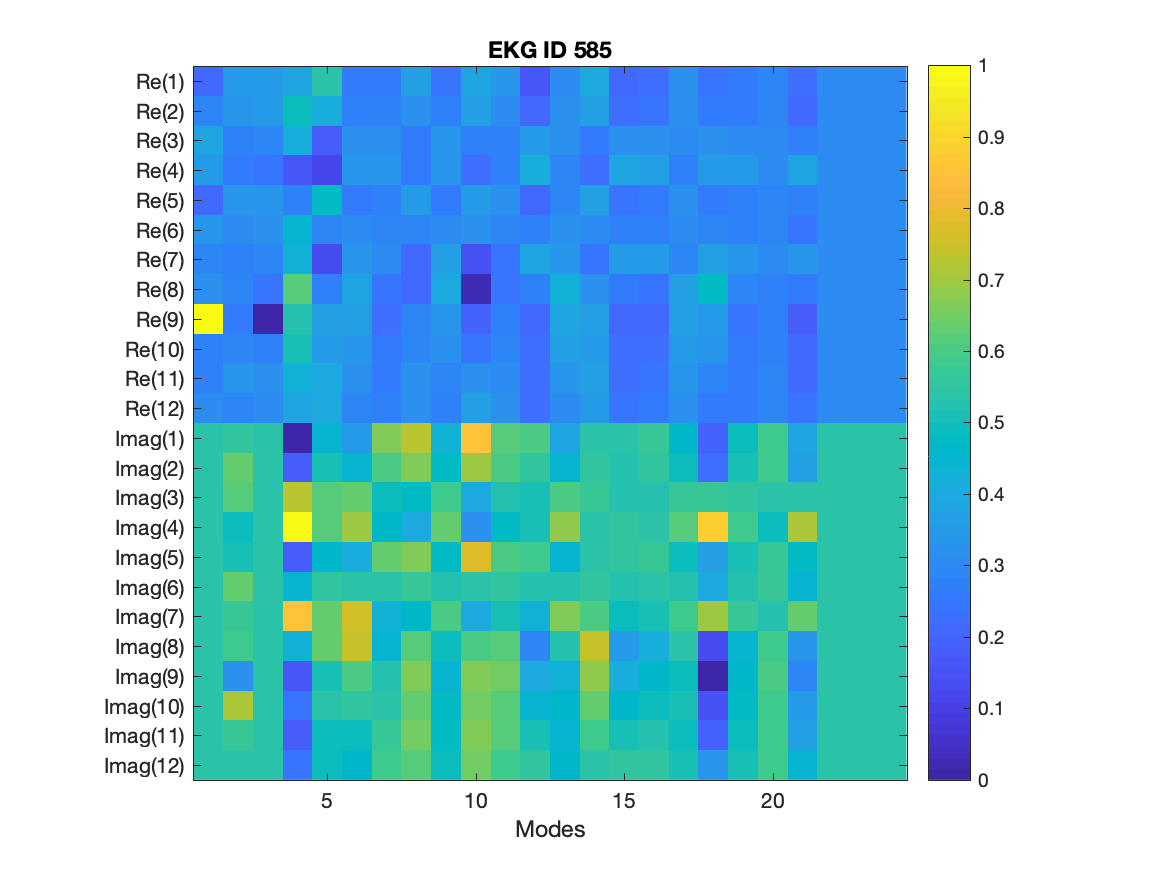 EKG ID 585
Re(1)
Re(2)
Re(3)
Re(4)
Re(5)
Re(6)
Re(7)
Re(8)
Re(9)
Re(10)
Re(11)
Re(12)
Imag(1)
Imag(2)
Imag(3)
Imag(4)
Imag(5)
Imag(6)
Imag(7)
Imag(8)
Imag(9)
Imag(10)
Imag(11)
Imag(12)
5 10 15 20
Modes
1
0.9
0.8
0.7
0.6
0.5
0.4
0.3
0.2
0.1
0